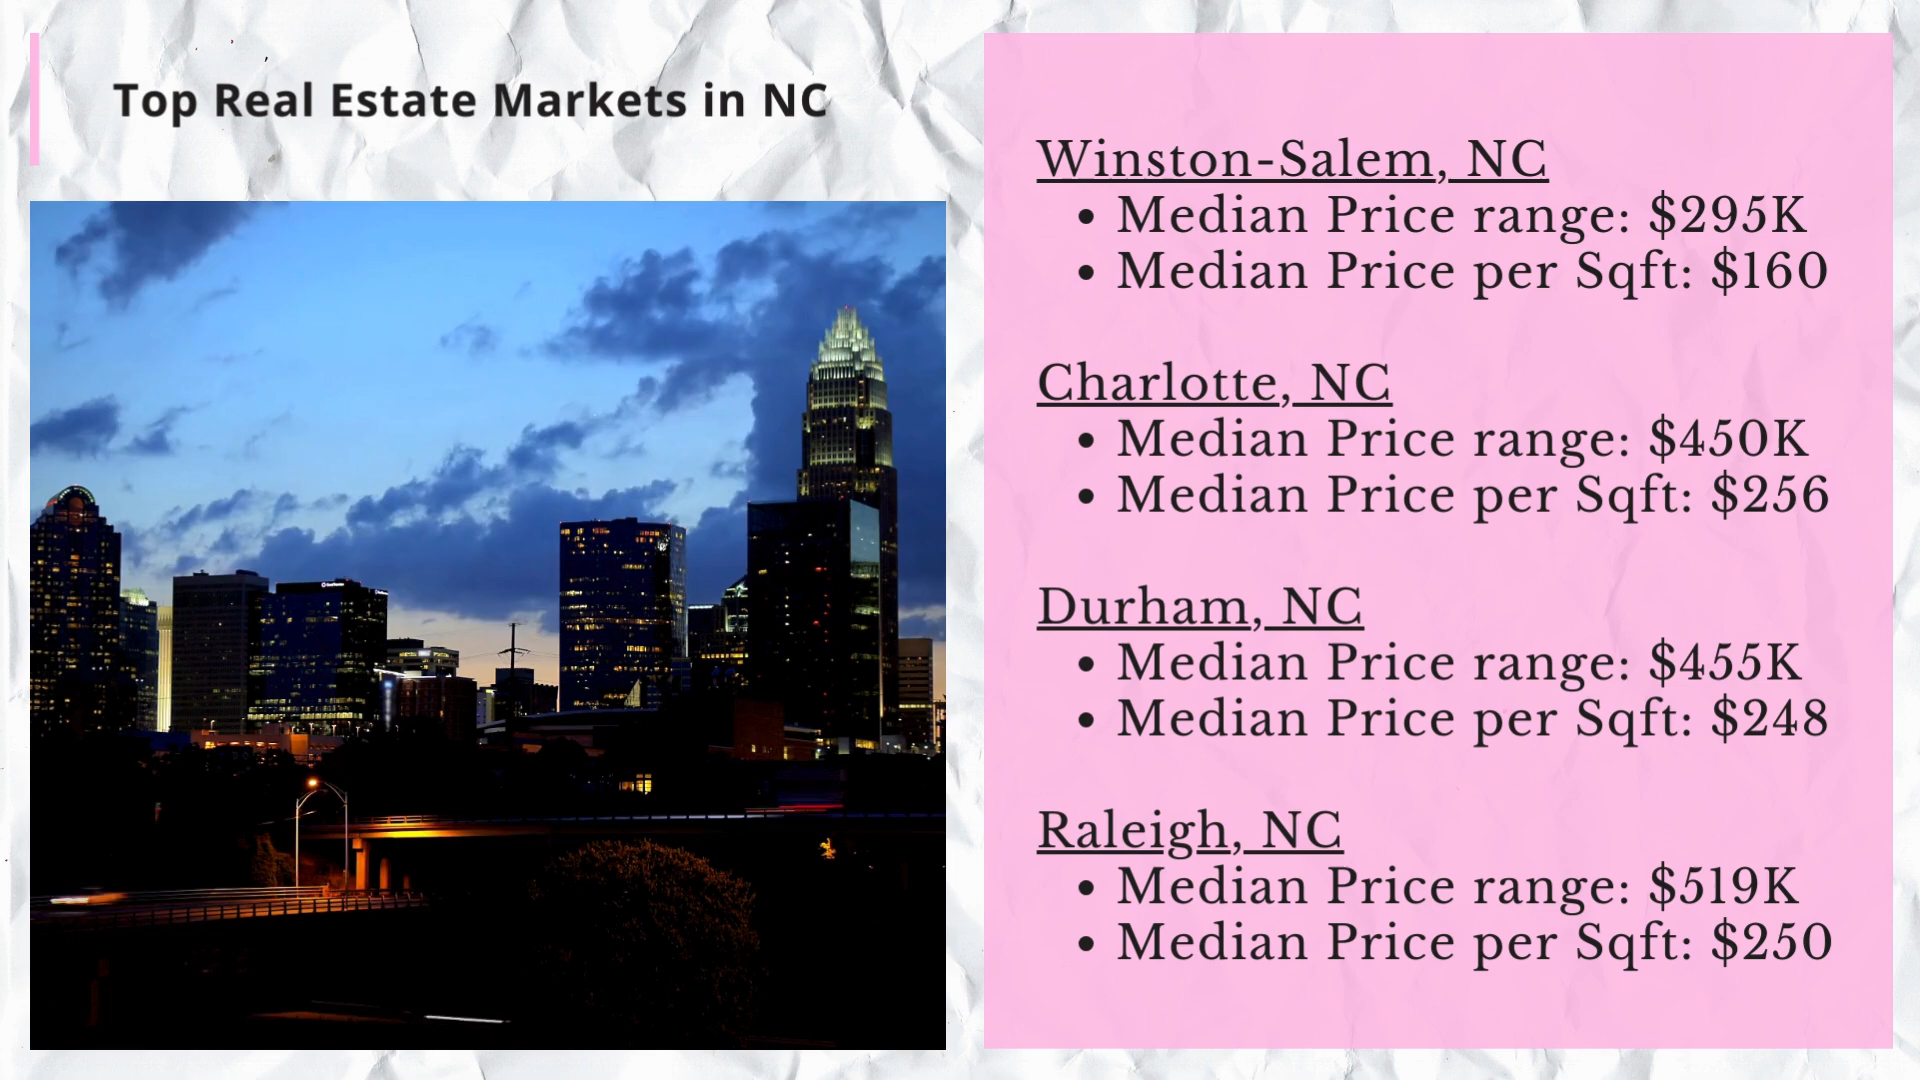 Top Real Estate Markets in NC
Winston-Salem, NC
• Median Price range: $295K
• Median Price per Sqft: $160
Charlotte, NC
• Median Price range: $450K
• Median Price per Sqft: $256
Durham, NC
• Median Price range: $455K
• Median Price per Sqft: $248
Raleigh, NC
• Median Price range: $519K
• Median Price per Sqft: $250